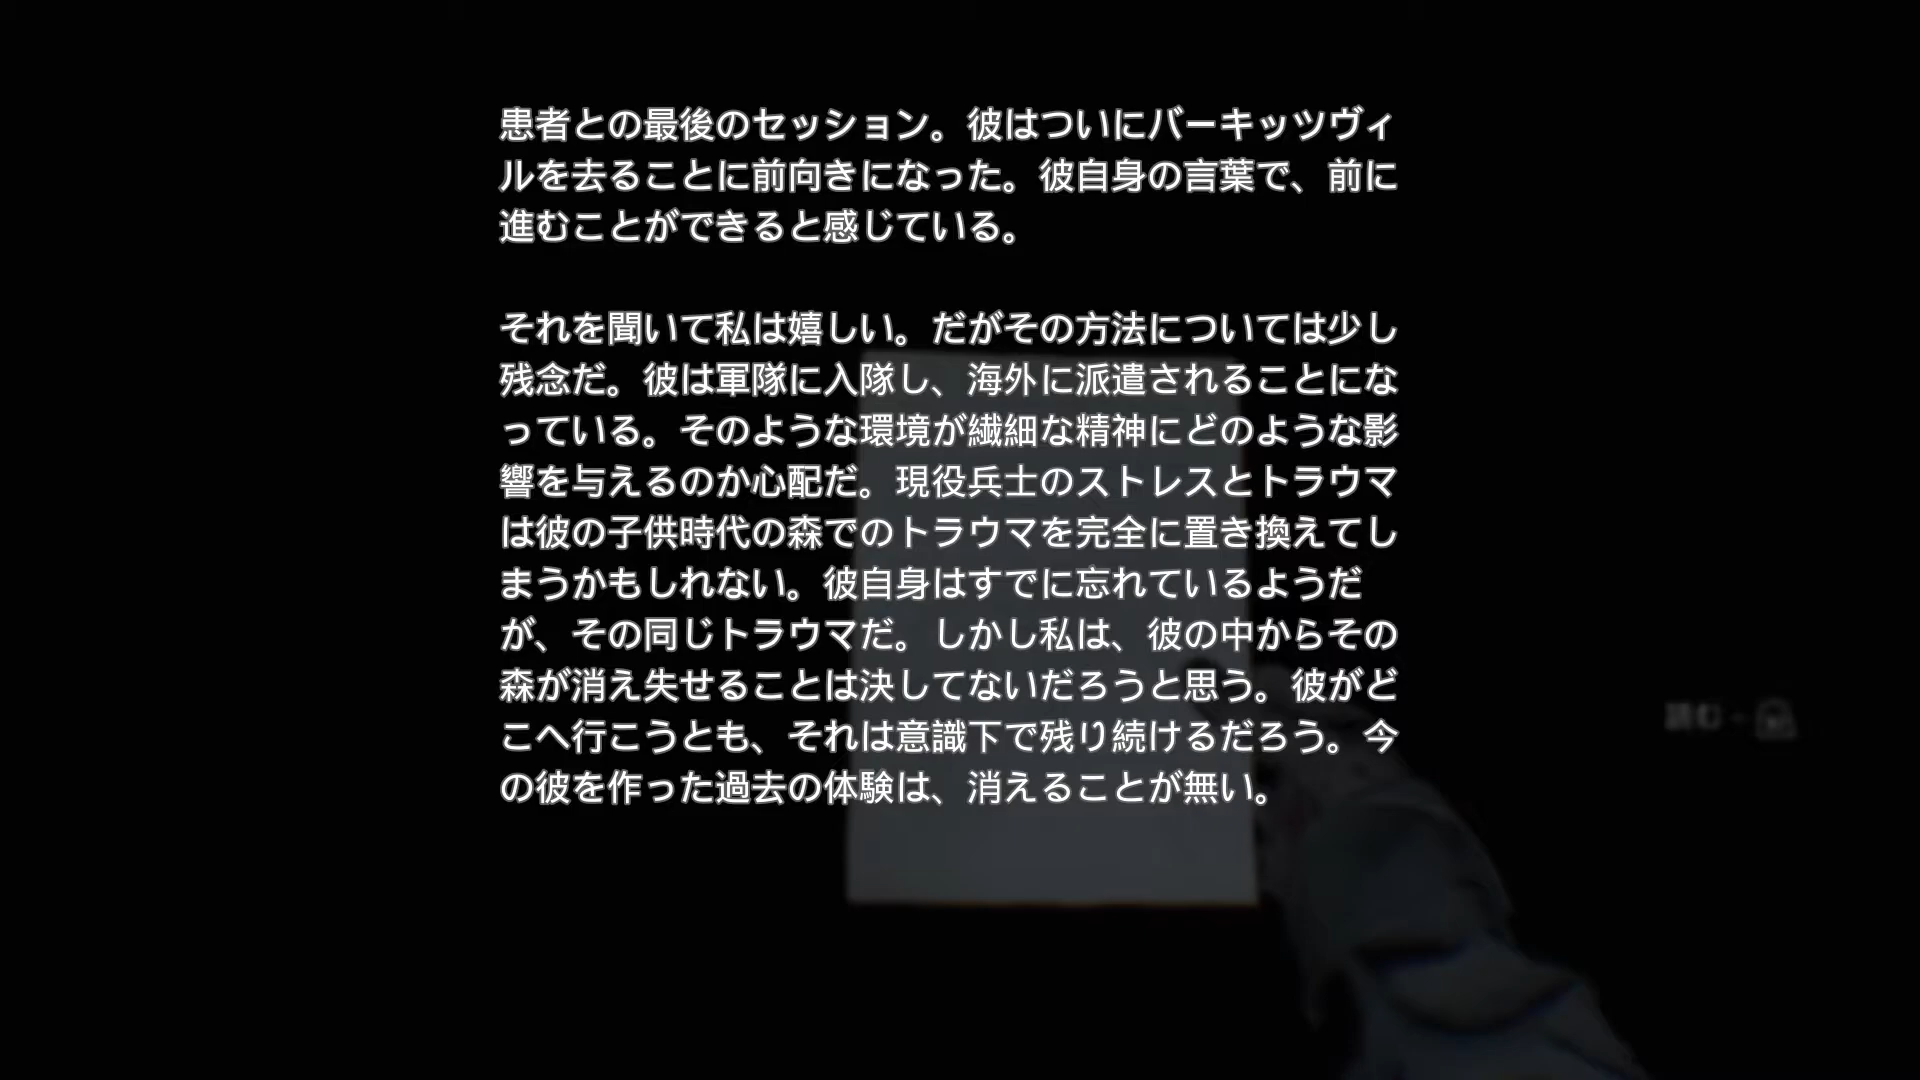 患者との最後のセッション。彼はついにバーキッツヴィ
ルを去ることに前向きになった。彼自身の言葉で、前に
進むことができると感じている。
それを聞いて私は嬉しい。だがその方法については少し
残念だ。彼は軍隊に入隊し、海外に派遣されることにな
っている。そのような環境が繊細な精神にどのような影
響を与えるのか心配だ。現役兵士のストレスとトラウマ
は彼の子供時代の森でのトラウマを完全に置き換えてし
まうかもしれない。彼自身はすでに忘れているようだ
が、その同じトラウマだ。しかし私は、彼の中からその
森が消え失せることは決してないだろうと思う。彼がど
こへ行こうとも、それは意識下で残り続けるだろう。今
の彼を作った過去の体験は、消えることが無い。
読む -